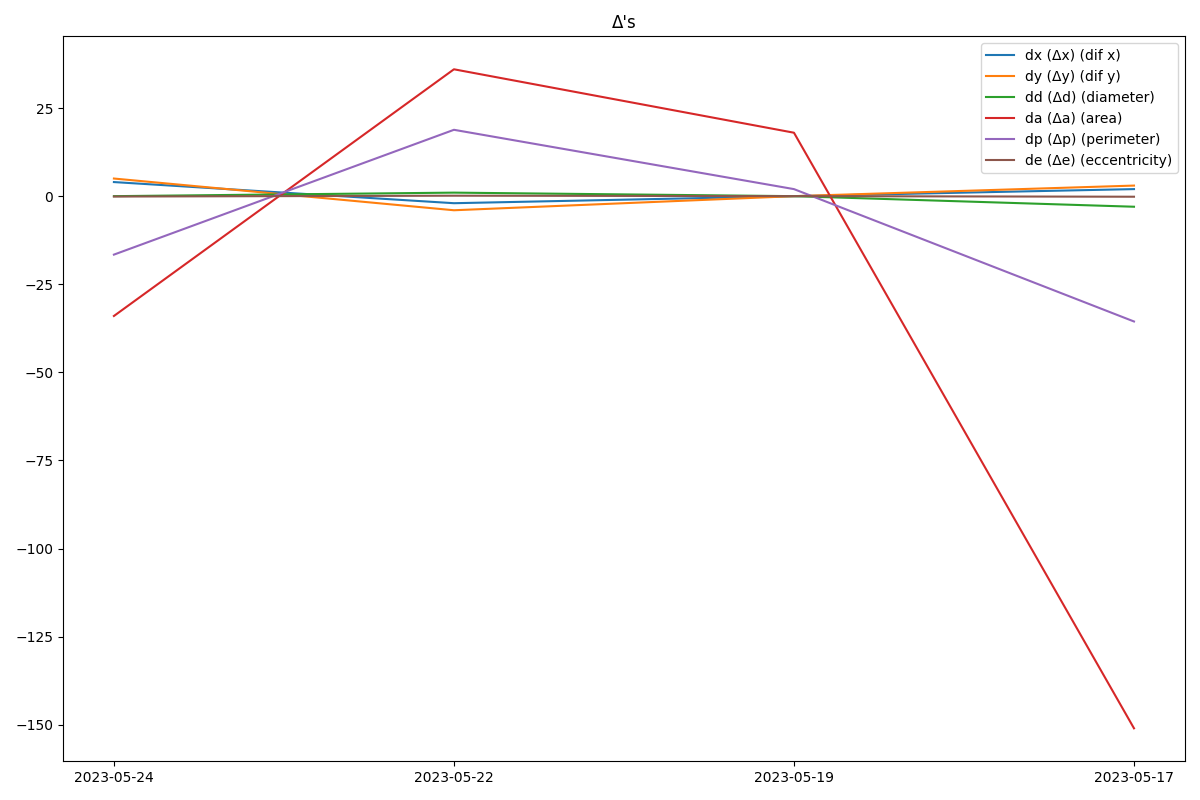 Δ's
dx (Δx) (dif x)
dy (Δy) (dif y)
dd (Δd) (diameter)
da (Δa) (area)
dp (Δp) (perimeter)
de (Δe) (eccentricity)
25
0
−25
−50
−75
−100
−125
−150
2023-05-24 2023-05-22 2023-05-19 2023-05-17